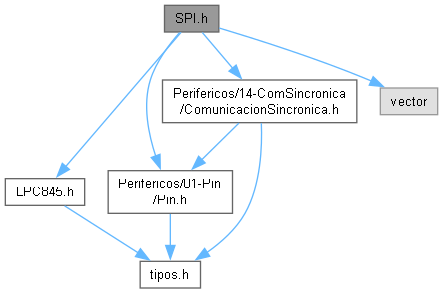 SPI.h
Perifericos/14-ComSincronica
/ComunicacionSincronica.h
vector
LPC845.h
Perifericos/01-Pin
/Pin.h
tipos.h